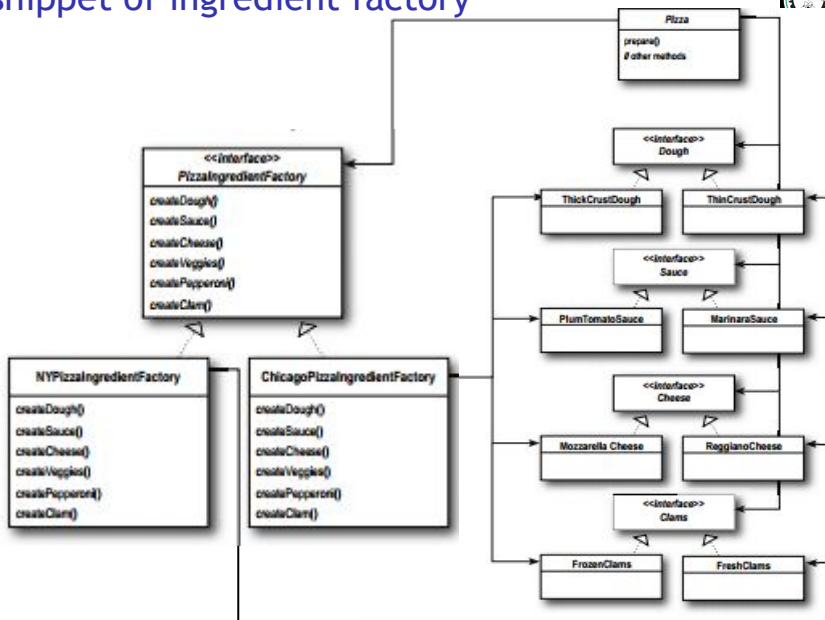 snippet of ingredient factory
Pizza
prepare()
// other methods
<<interface>>
PizzaIngredientFactory
createDough()
createSauce()
createCheese()
createVeggies()
createPepperoni()
createClam()
NYPizzaIngredientFactory
createDough()
createSauce()
createCheese()
createVeggies()
createPepperoni()
createClam()
ChicagoPizzaIngredientFactory
createDough()
createSauce()
createCheese()
createVeggies()
createPepperoni()
createClam()
<<interface>>
Dough
ThickCrustDough
ThinCrustDough
<<interface>>
Sauce
PlumTomatoSauce
MarinaraSauce
<<interface>>
Cheese
Mozzarella Cheese
ReggianoCheese
<<interface>>
Clams
FrozenClams
FreshClams